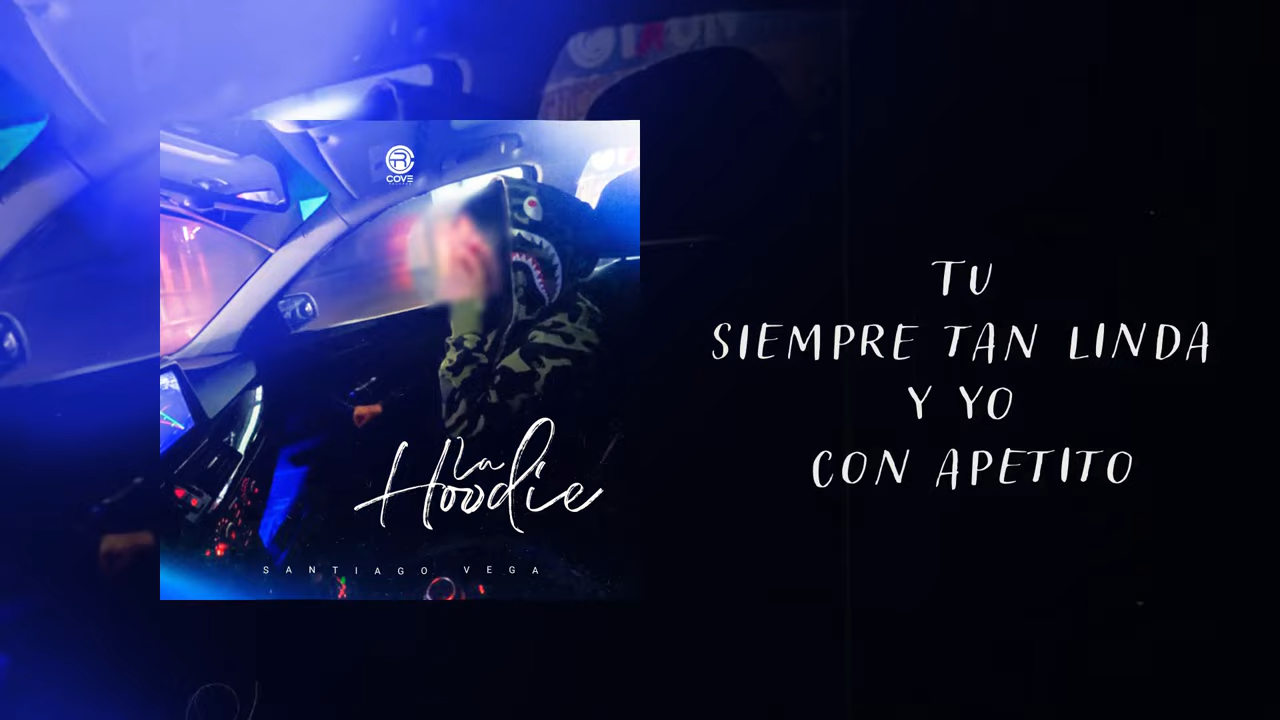 COVE
La
Hoodie
SANTIAGO VEGA
TU
SIEMPRE TAN LINDA
Y YO
CON APETITO